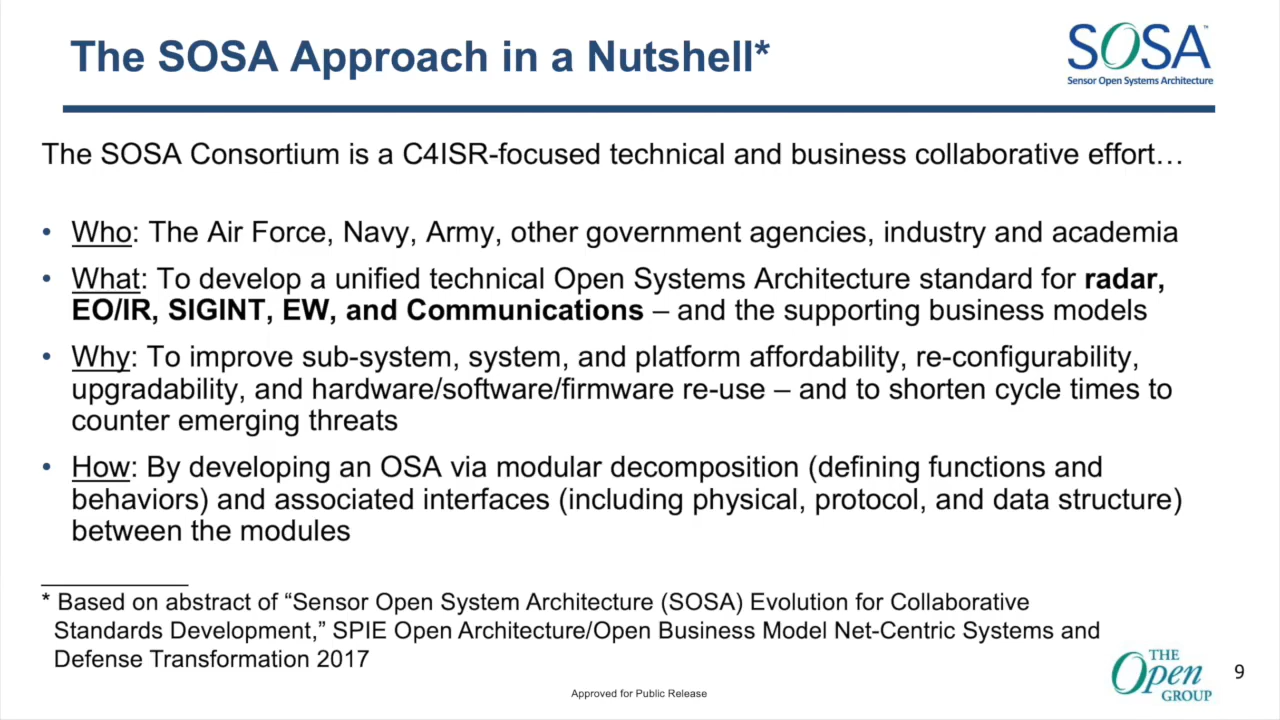 The SOSA Approach in a Nutshell*
SOSA™
Sensor Open Systems Architecture
The SOSA Consortium is a C4ISR-focused technical and business collaborative effort…
• Who: The Air Force, Navy, Army, other government agencies, industry and academia
• What: To develop a unified technical Open Systems Architecture standard for radar,
EO/IR, SIGINT, EW, and Communications – and the supporting business models
• Why: To improve sub-system, system, and platform affordability, re-configurability,
upgradability, and hardware/software/firmware re-use – and to shorten cycle times to
counter emerging threats
• How: By developing an OSA via modular decomposition (defining functions and
behaviors) and associated interfaces (including physical, protocol, and data structure)
between the modules
* Based on abstract of “Sensor Open System Architecture (SOSA) Evolution for Collaborative
Standards Development,” SPIE Open Architecture/Open Business Model Net-Centric Systems and
Defense Transformation 2017
THE
Open
GROUP
9
Approved for Public Release